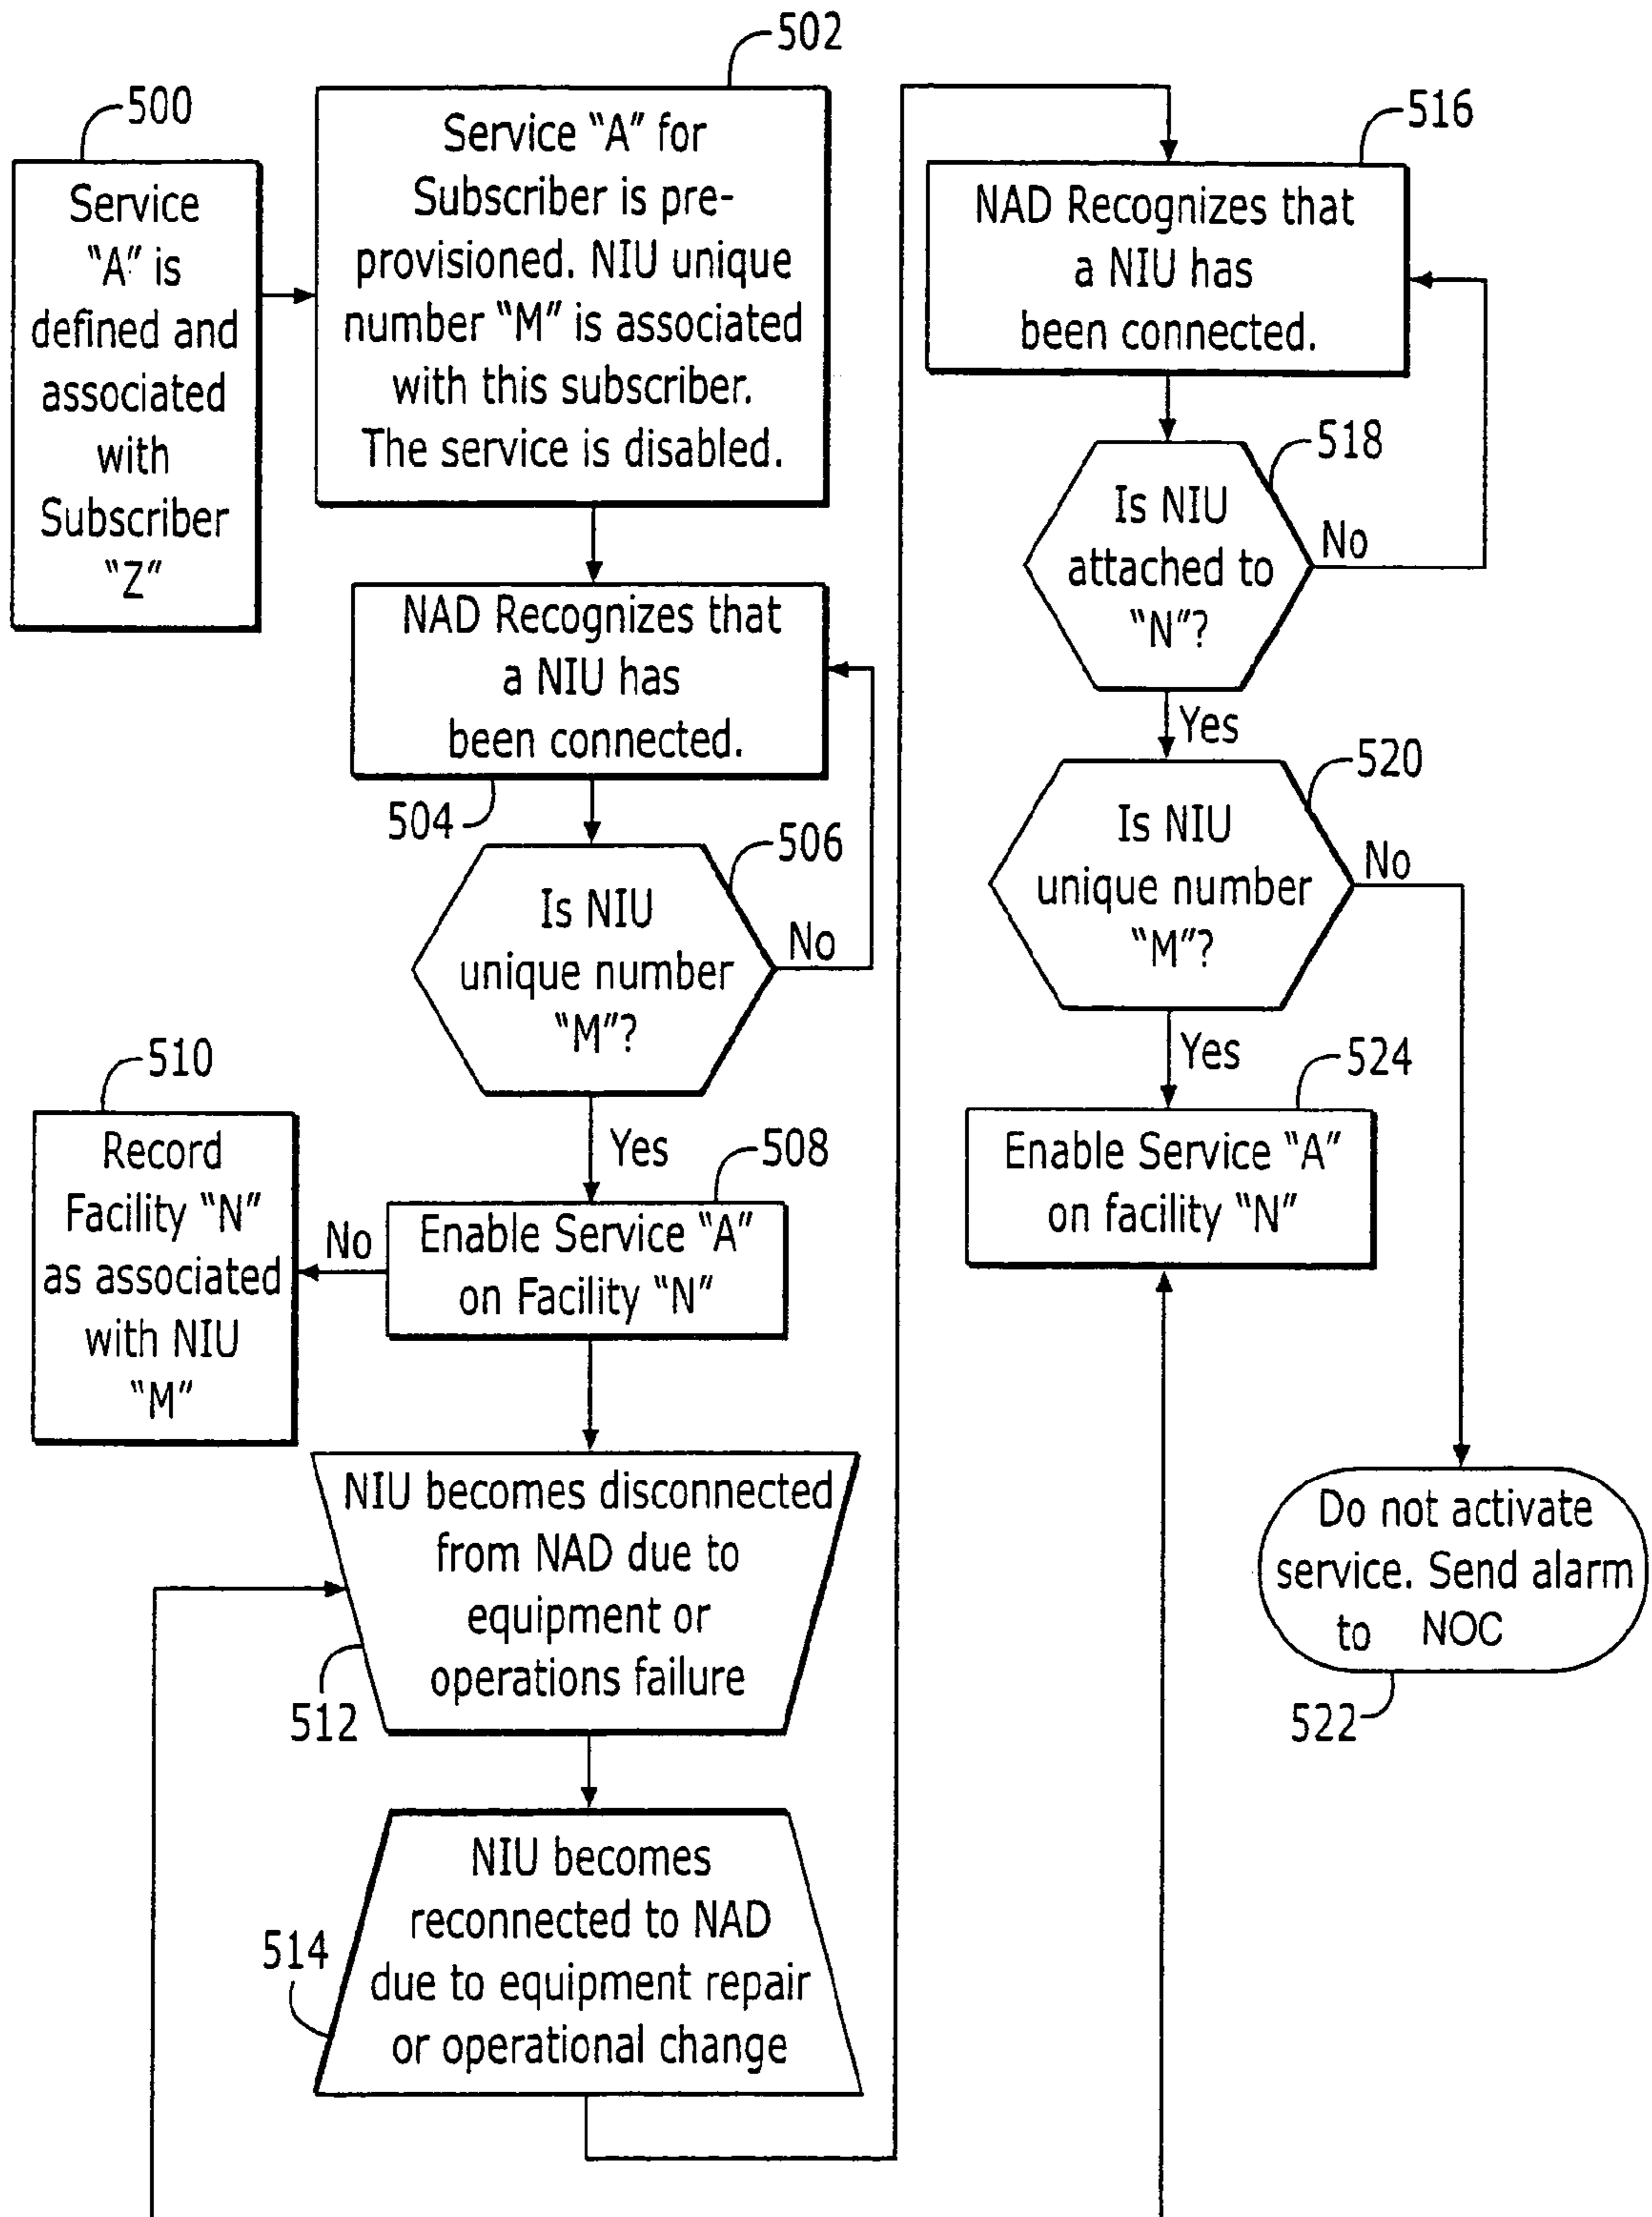 500
Service
"A" is
defined and
associated
with
Subscriber
"Z"
502
Service "A" for
Subscriber is pre-
provisioned. NIU unique
number "M" is associated
with this subscriber.
The service is disabled.
NAD Recognizes that
a NIU has
been connected.
504
506
Is NIU
unique number
"M"?
No
Yes
508
Enable Service "A"
on Facility "N"
No
510
Record
Facility "N"
as associated
with NIU
"M"
NIU becomes disconnected
from NAD due to
equipment or
operations failure
512
NIU becomes
reconnected to NAD
due to equipment repair
or operational change
514
516
NAD Recognizes that
a NIU has
been connected.
518
Is NIU
attached to
"N"?
No
Yes
520
Is NIU
unique number
"M"?
No
Yes
524
Enable Service "A"
on facility "N"
Do not activate
service. Send alarm
to NOC
522